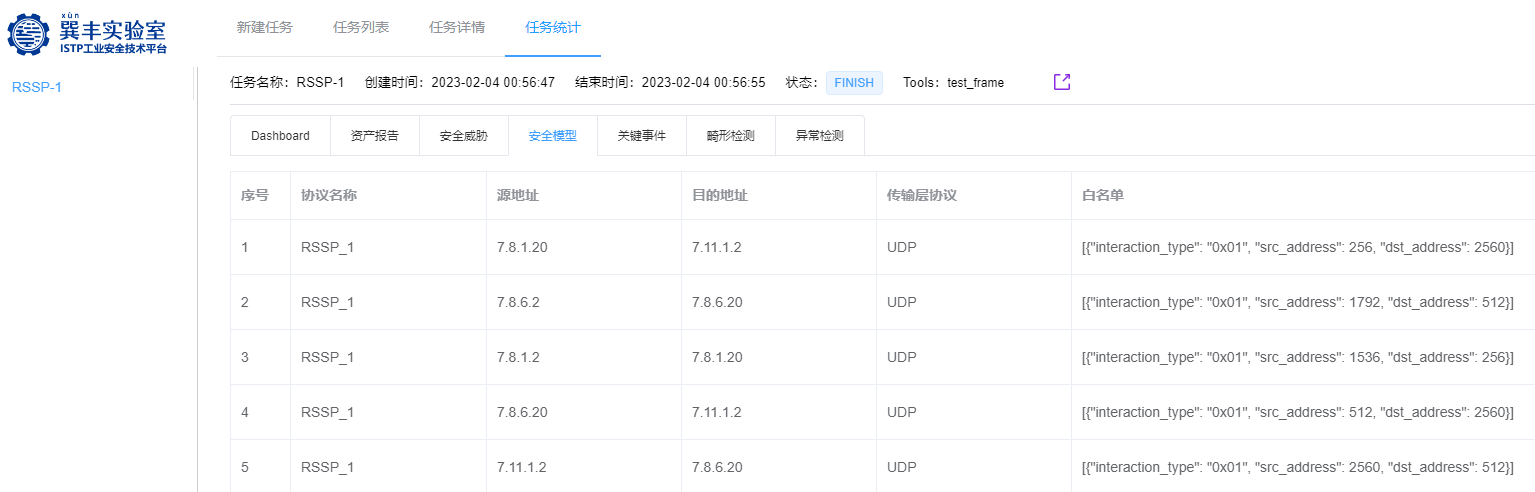 xùn
巽丰实验室
ISTP工业安全技术平台
新建任务 任务列表 任务详情 任务统计
RSSP-1
任务名称：RSSP-1 创建时间：2023-02-04 00:56:47 结束时间：2023-02-04 00:56:55 状态： FINISH Tools：test_frame
Dashboard 资产报告 安全威胁 安全模型 关键事件 畸形检测 异常检测
序号 协议名称 源地址 目的地址 传输层协议 白名单
1 RSSP_1 7.8.1.20 7.11.1.2 UDP [{"interaction_type": "0x01", "src_address": 256, "dst_address": 2560}]
2 RSSP_1 7.8.6.2 7.8.6.20 UDP [{"interaction_type": "0x01", "src_address": 1792, "dst_address": 512}]
3 RSSP_1 7.8.1.2 7.8.1.20 UDP [{"interaction_type": "0x01", "src_address": 1536, "dst_address": 256}]
4 RSSP_1 7.8.6.20 7.11.1.2 UDP [{"interaction_type": "0x01", "src_address": 512, "dst_address": 2560}]
5 RSSP_1 7.11.1.2 7.8.6.20 UDP [{"interaction_type": "0x01", "src_address": 2560, "dst_address": 512}]